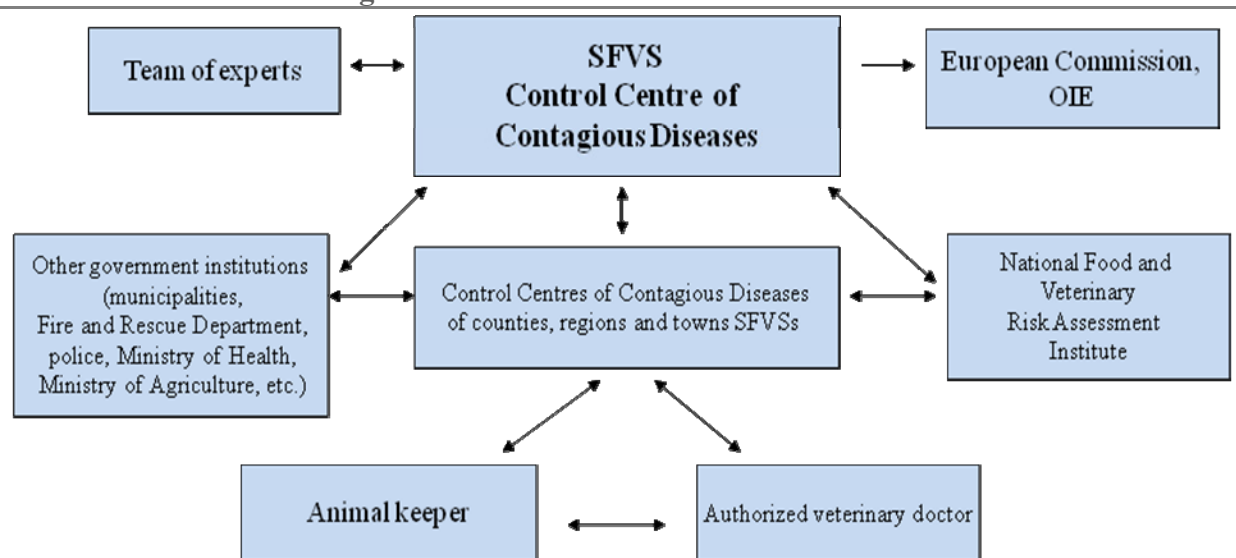 Team of experts
SFVS
Control Centre of
Contagious Diseases
European Commission,
OIE
Other government institutions
(municipalities,
Fire and Rescue Department,
police, Ministry of Health,
Ministry of Agriculture, etc.)
Control Centres of Contagious Diseases
of counties, regions and towns SFVSs
National Food and
Veterinary
Risk Assessment
Institute
Animal keeper
Authorized veterinary doctor